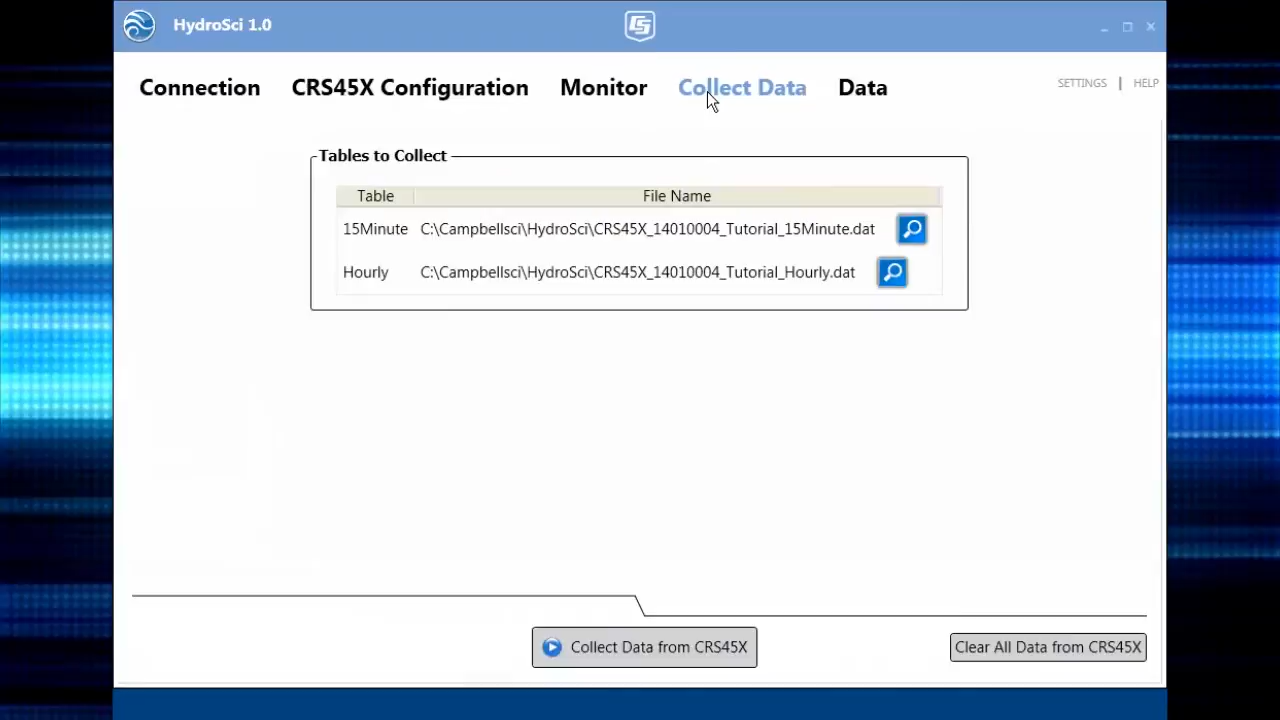 HydroSci 1.0
Connection CRS45X Configuration Monitor Collect Data Data SETTINGS | HELP
Tables to Collect
Table File Name
15Minute C:\Campbellsci\HydroSci\CRS45X_14010004_Tutorial_15Minute.dat
Hourly C:\Campbellsci\HydroSci\CRS45X_14010004_Tutorial_Hourly.dat
Collect Data from CRS45X Clear All Data from CRS45X